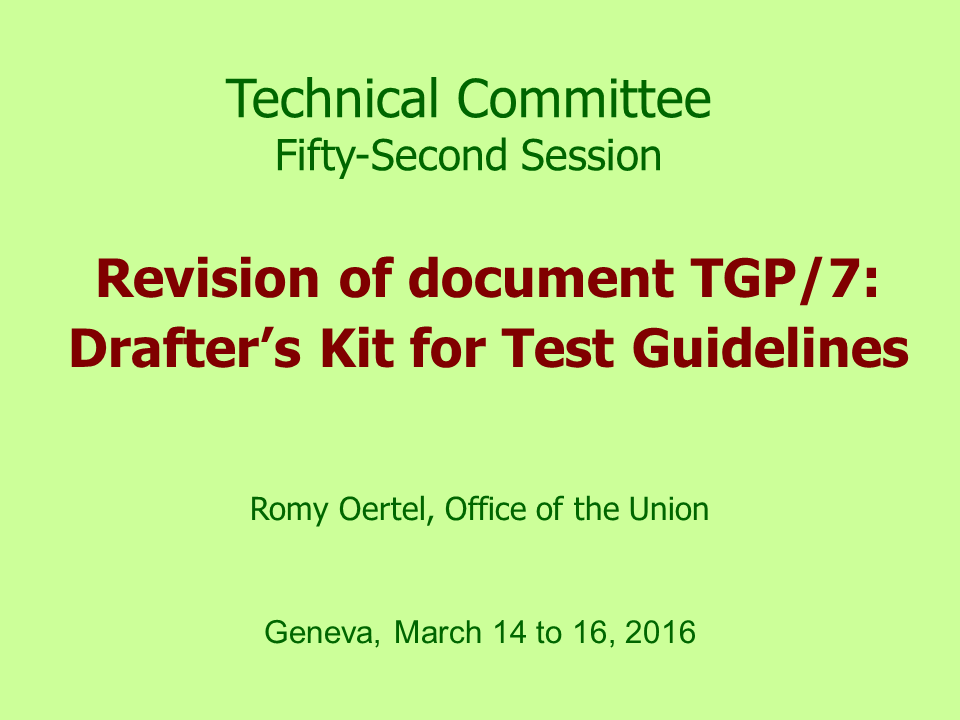 Technical Committee
Fifty-Second Session
Revision of document TGP/7:
Drafter’s Kit for Test Guidelines
Romy Oertel, Office of the Union
Geneva, March 14 to 16, 2016